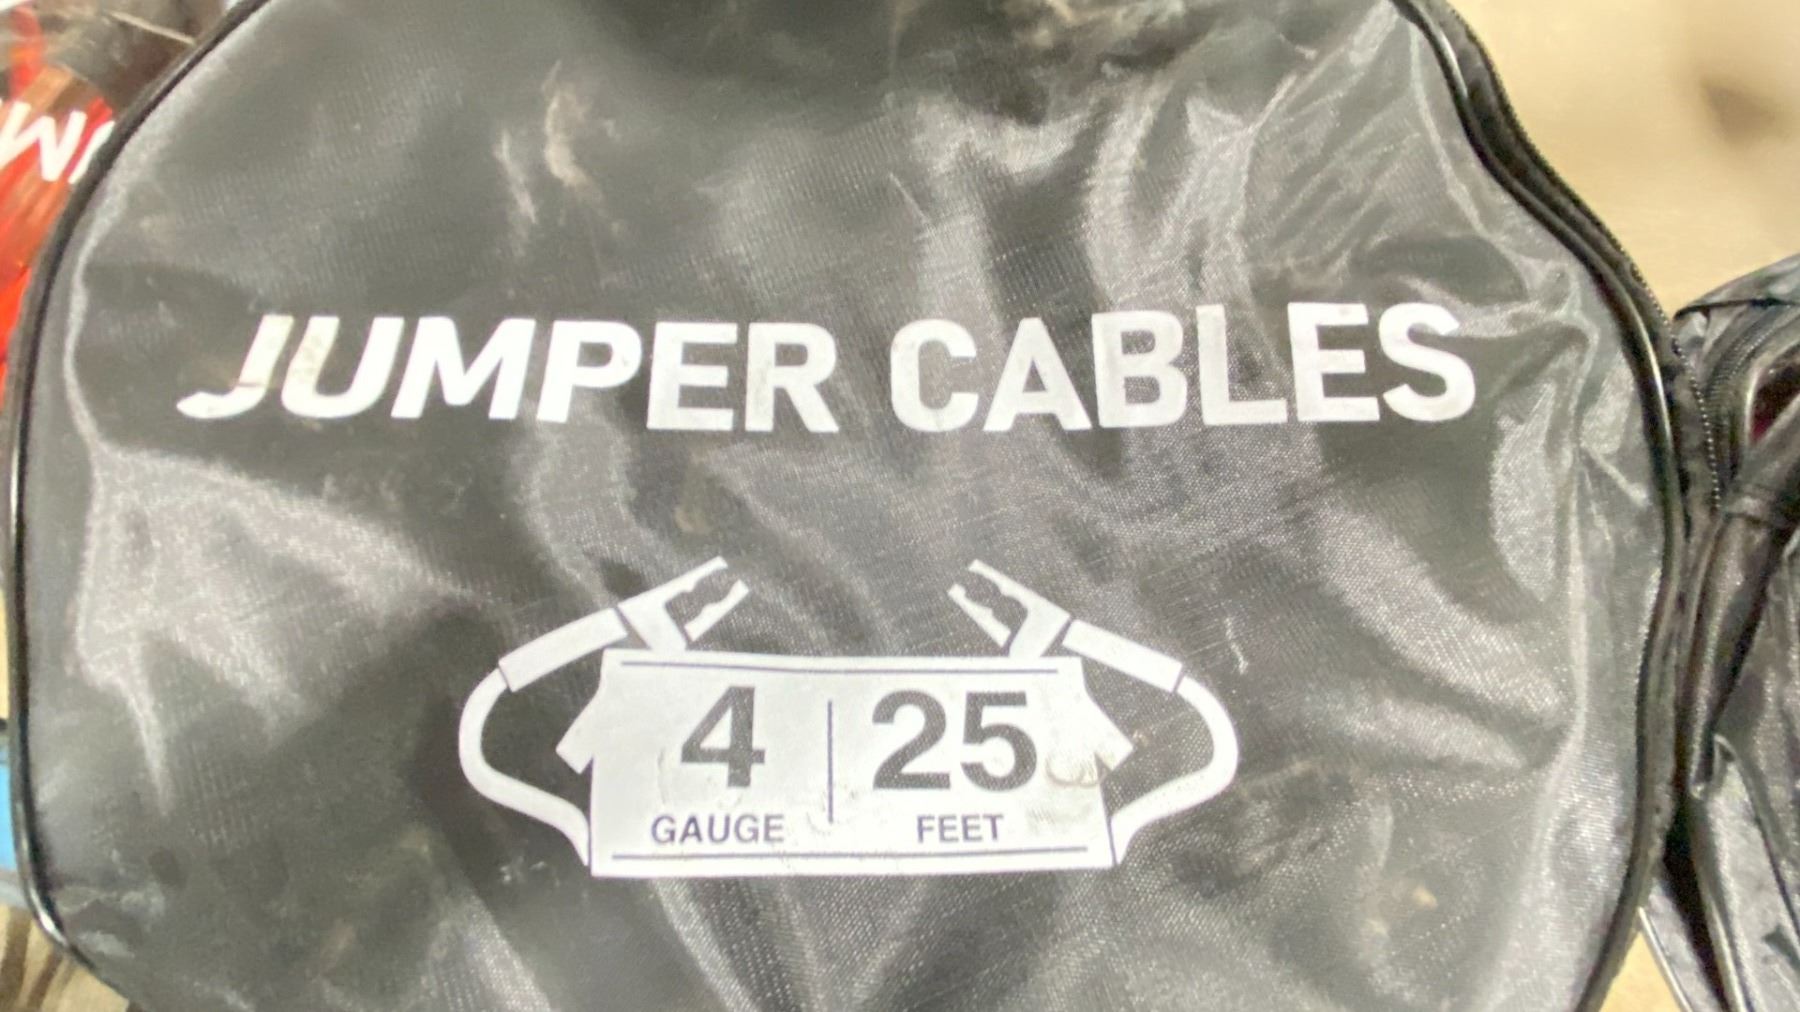 JUMPER CABLES
4 | 25
GAUGE FEET